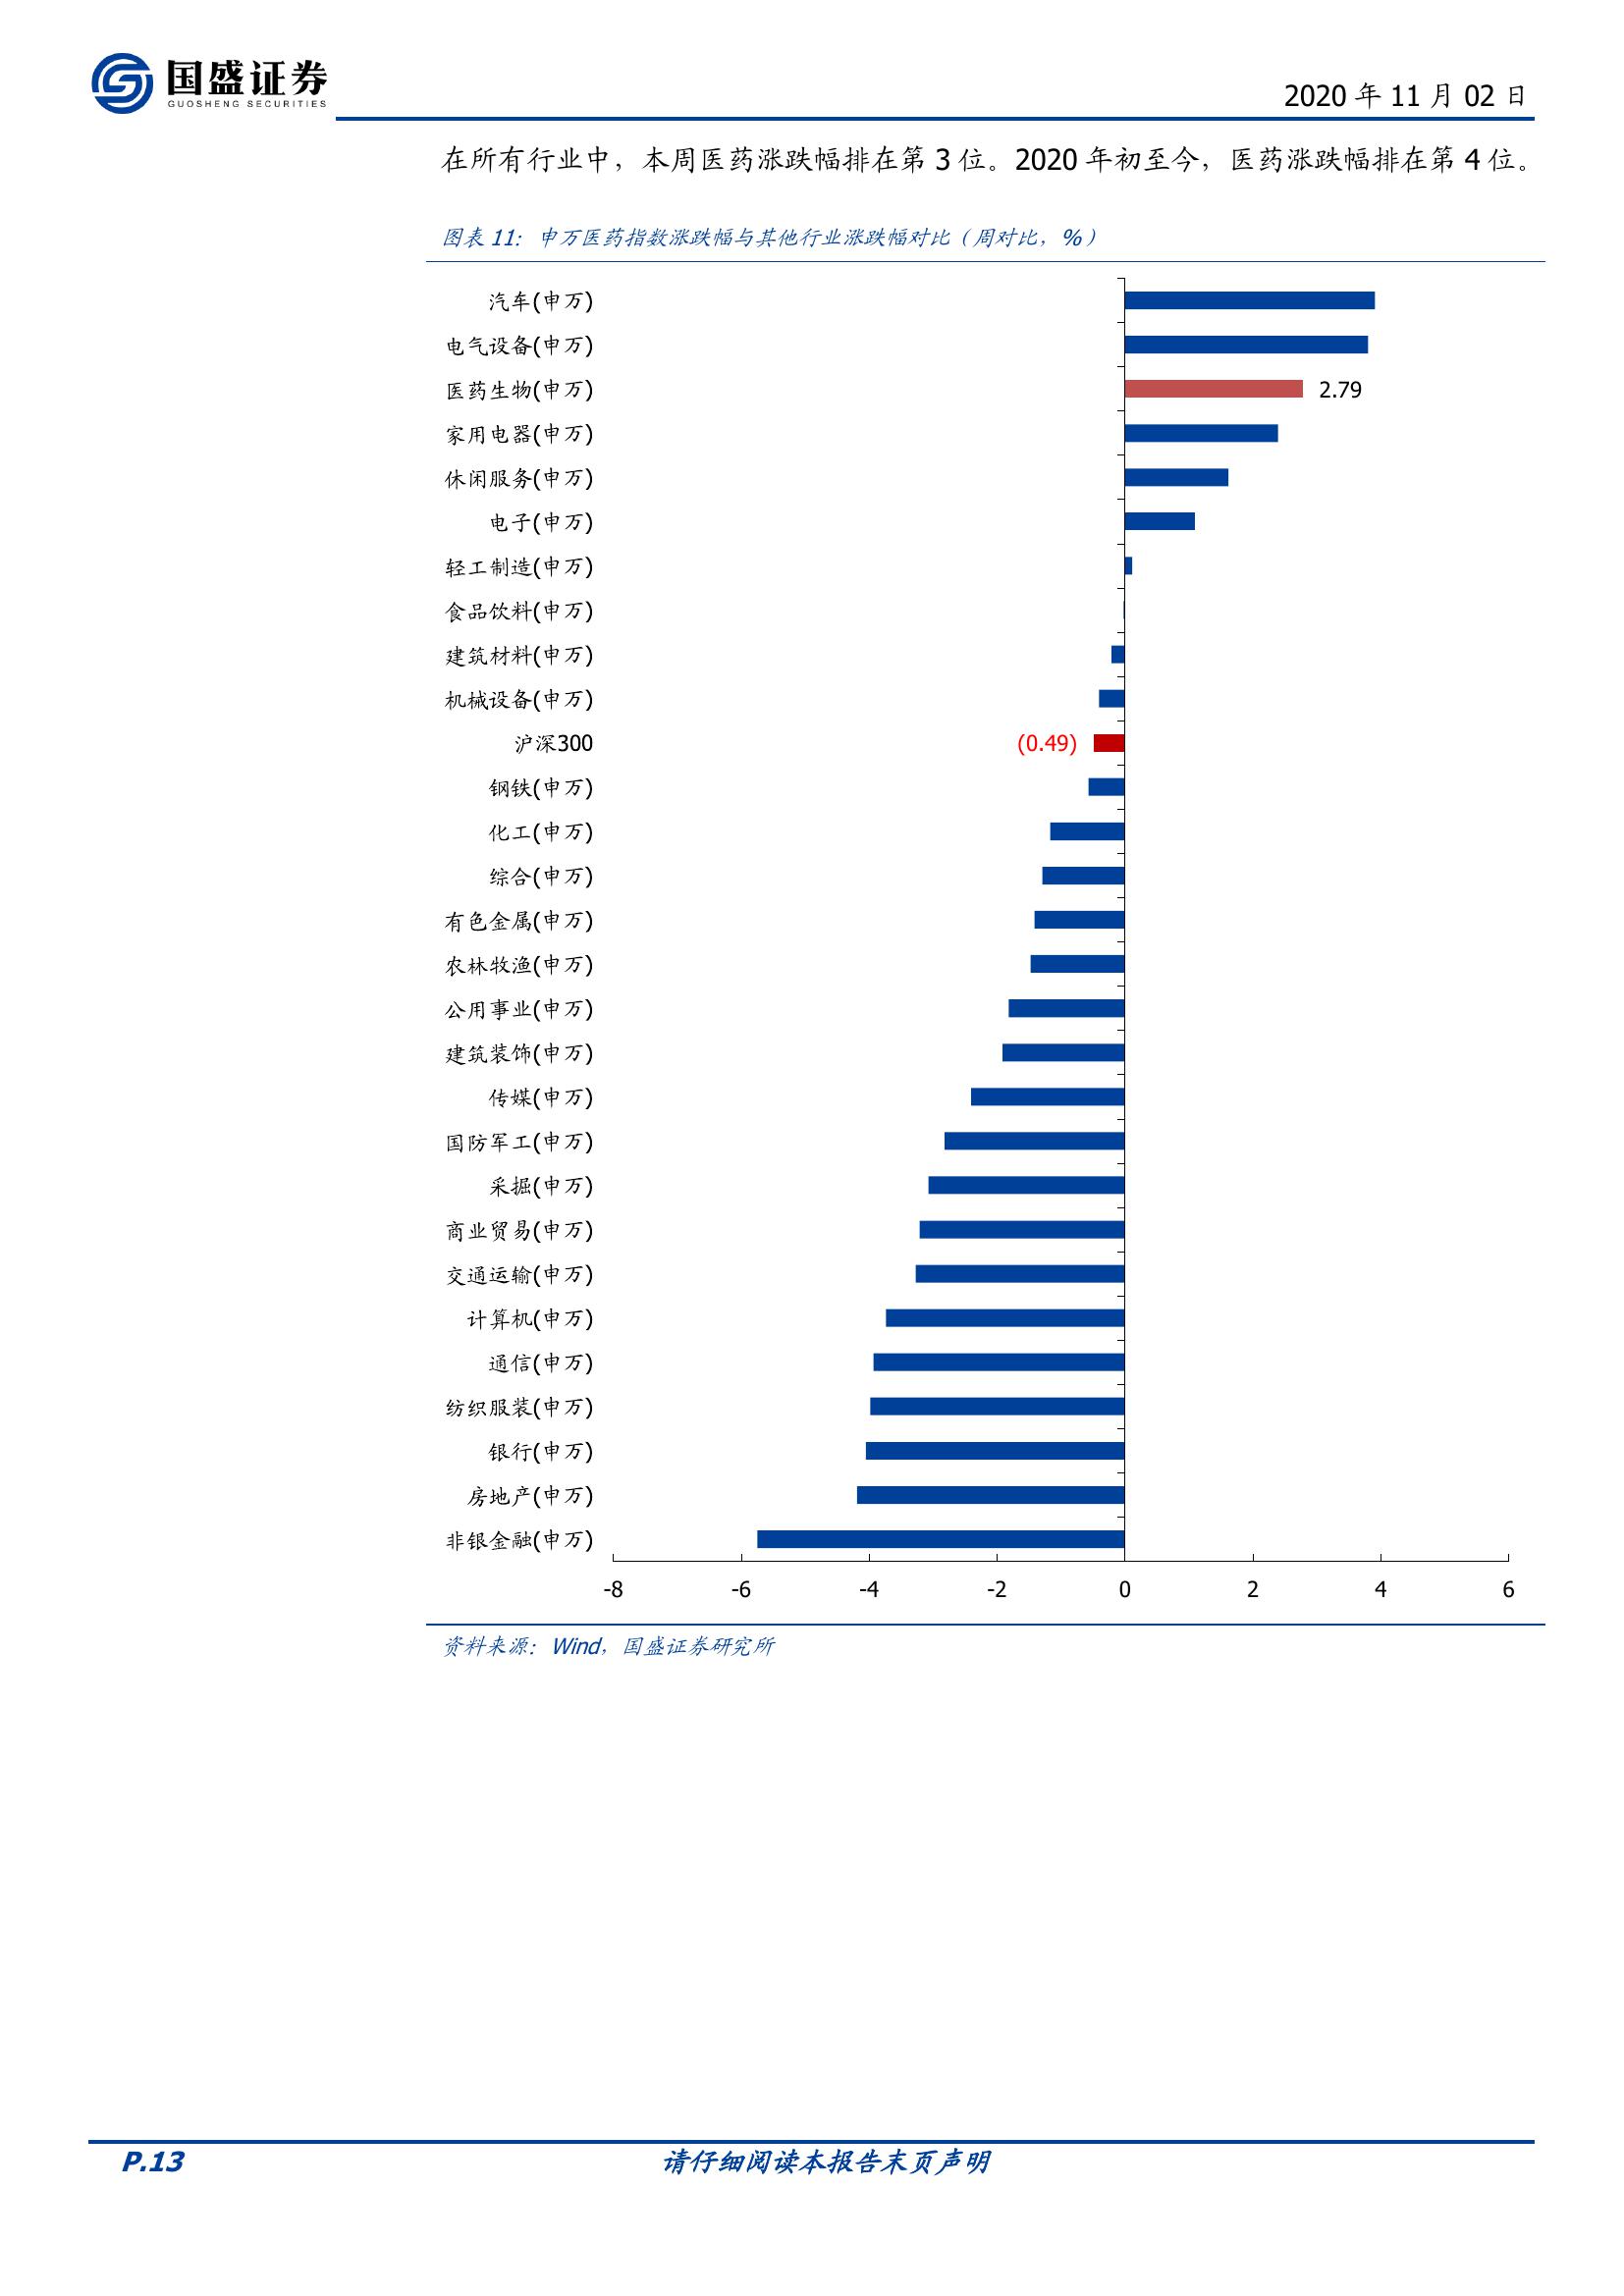 国盛证券
GUOSHENG SECURITIES
2020 年 11 月 02 日
在所有行业中，本周医药涨跌幅排在第 3 位。2020 年初至今，医药涨跌幅排在第 4 位。
图表 11：申万医药指数涨跌幅与其他行业涨跌幅对比（周对比，%）
汽车(申万)
电气设备(申万)
医药生物(申万) 2.79
家用电器(申万)
休闲服务(申万)
电子(申万)
轻工制造(申万)
食品饮料(申万)
建筑材料(申万)
机械设备(申万)
沪深300 (0.49)
钢铁(申万)
化工(申万)
综合(申万)
有色金属(申万)
农林牧渔(申万)
公用事业(申万)
建筑装饰(申万)
传媒(申万)
国防军工(申万)
采掘(申万)
商业贸易(申万)
交通运输(申万)
计算机(申万)
通信(申万)
纺织服装(申万)
银行(申万)
房地产(申万)
非银金融(申万)
-8 -6 -4 -2 0 2 4 6
资料来源：Wind，国盛证券研究所
P.13 请仔细阅读本报告末页声明